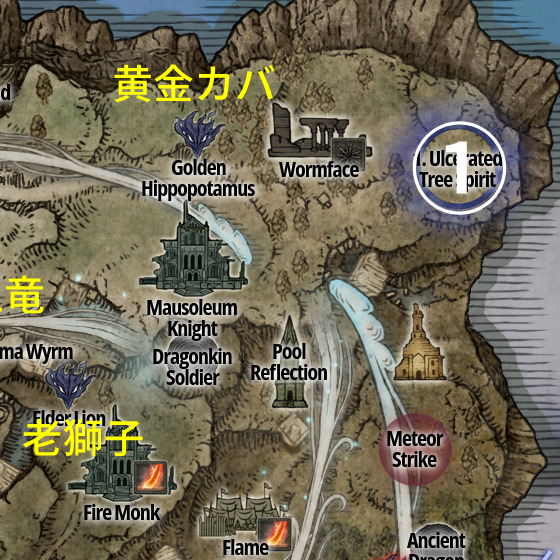 d
黄金カバ
Golden
Hippopotamus
Wormface
1. Ulcerated
Tree Spirit
1
竜
Mausoleum
Knight
ma Wyrm
Dragonkin
Soldier
Pool
Reflection
Elder Lion
老獅子
Meteor
Strike
Fire Monk
Flame
Ancient
Dragon